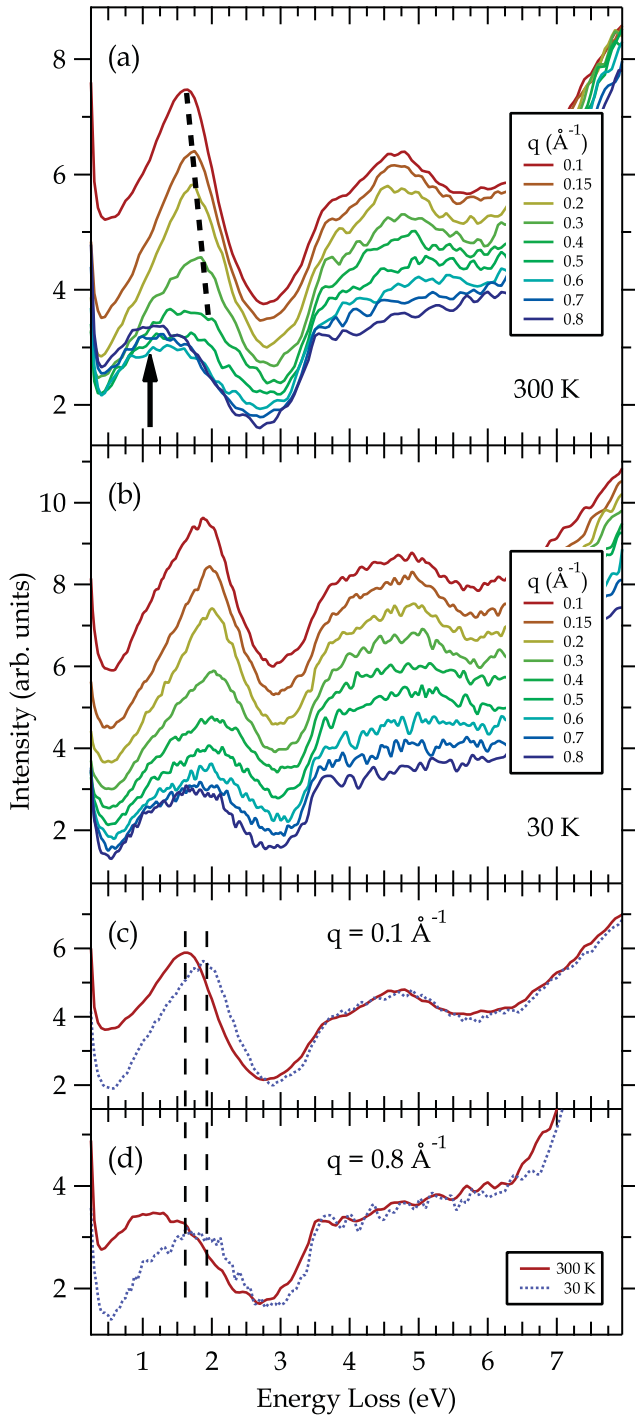 (a)
8
6
4
2
q (Å⁻¹)
0.1
0.15
0.2
0.3
0.4
0.5
0.6
0.7
0.8
300 K
(b)
10
8
6
4
2
q (Å⁻¹)
0.1
0.15
0.2
0.3
0.4
0.5
0.6
0.7
0.8
30 K
Intensity (arb. units)
(c)
q = 0.1 Å⁻¹
6
4
2
(d)
q = 0.8 Å⁻¹
4
2
300 K
30 K
1 2 3 4 5 6 7
Energy Loss (eV)